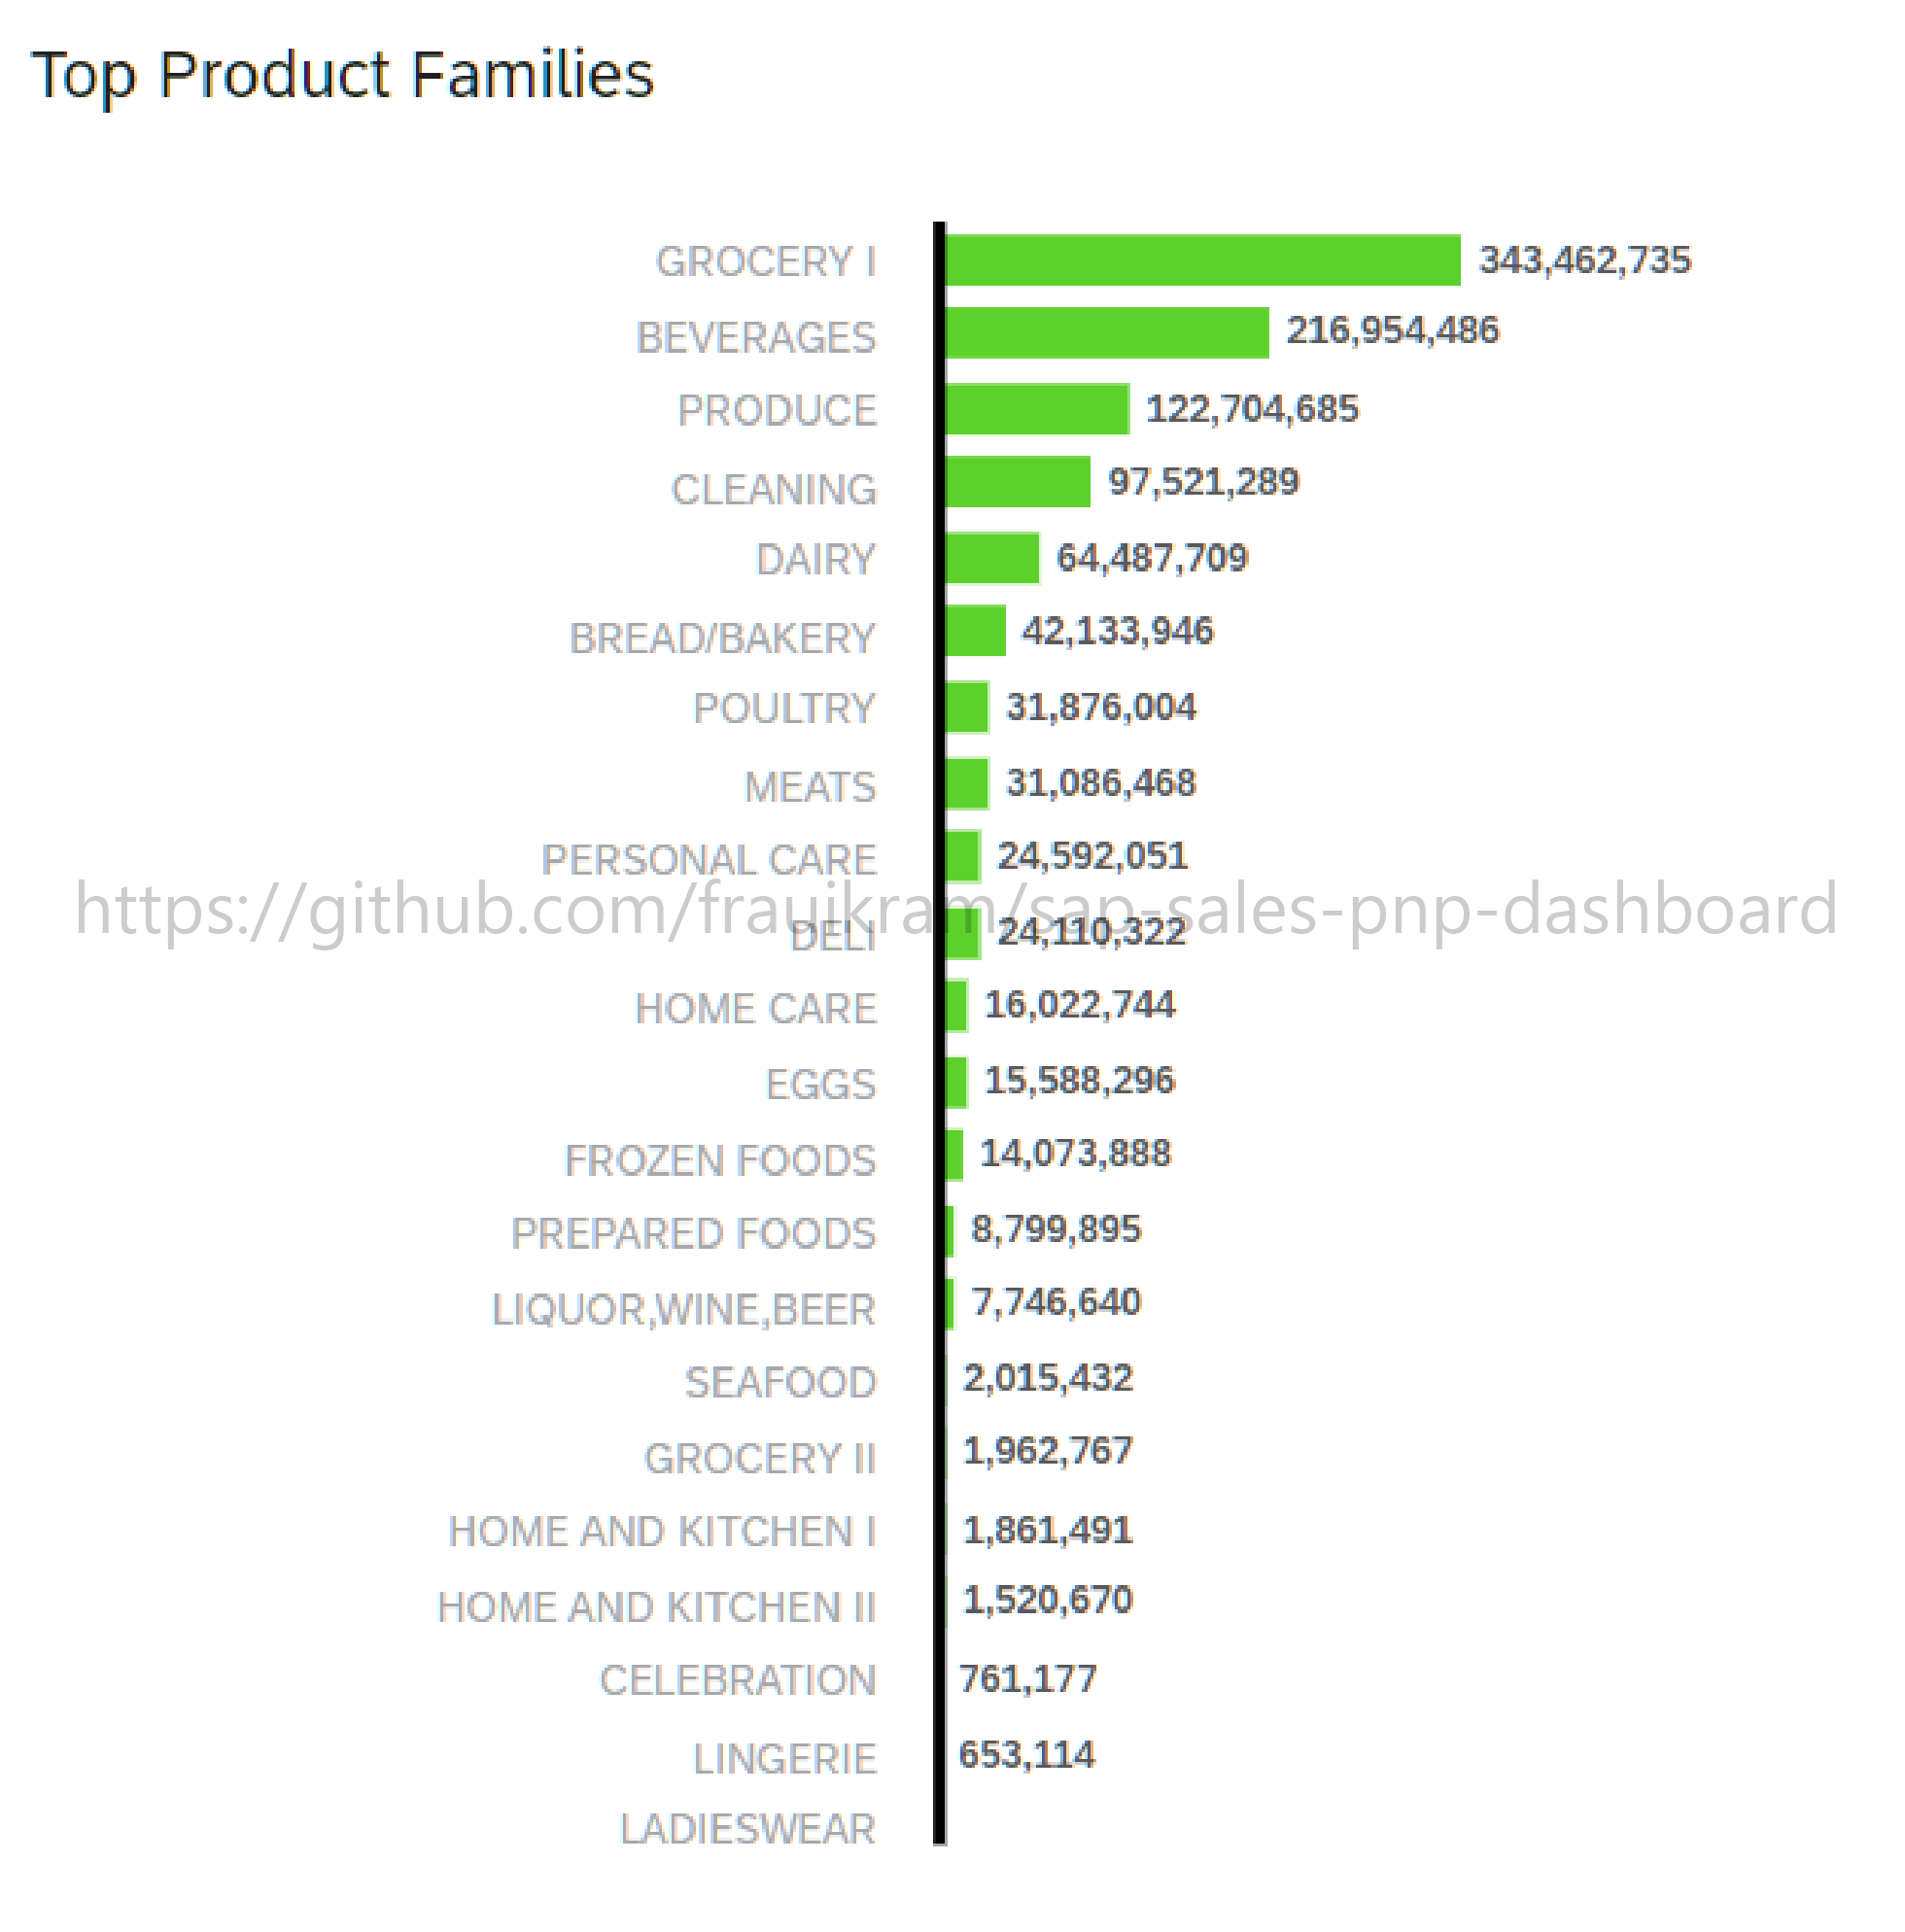 Top Product Families
GROCERY I 343,462,735
BEVERAGES 216,954,486
PRODUCE 122,704,685
CLEANING 97,521,289
DAIRY 64,487,709
BREAD/BAKERY 42,133,946
POULTRY 31,876,004
MEATS 31,086,468
PERSONAL CARE 24,592,051
https://github.com/frauikram/sap-sales-pnp-dashboard
DELI 24,110,322
HOME CARE 16,022,744
EGGS 15,588,296
FROZEN FOODS 14,073,888
PREPARED FOODS 8,799,895
LIQUOR,WINE,BEER 7,746,640
SEAFOOD 2,015,432
GROCERY II 1,962,767
HOME AND KITCHEN I 1,861,491
HOME AND KITCHEN II 1,520,670
CELEBRATION 761,177
LINGERIE 653,114
LADIESWEAR